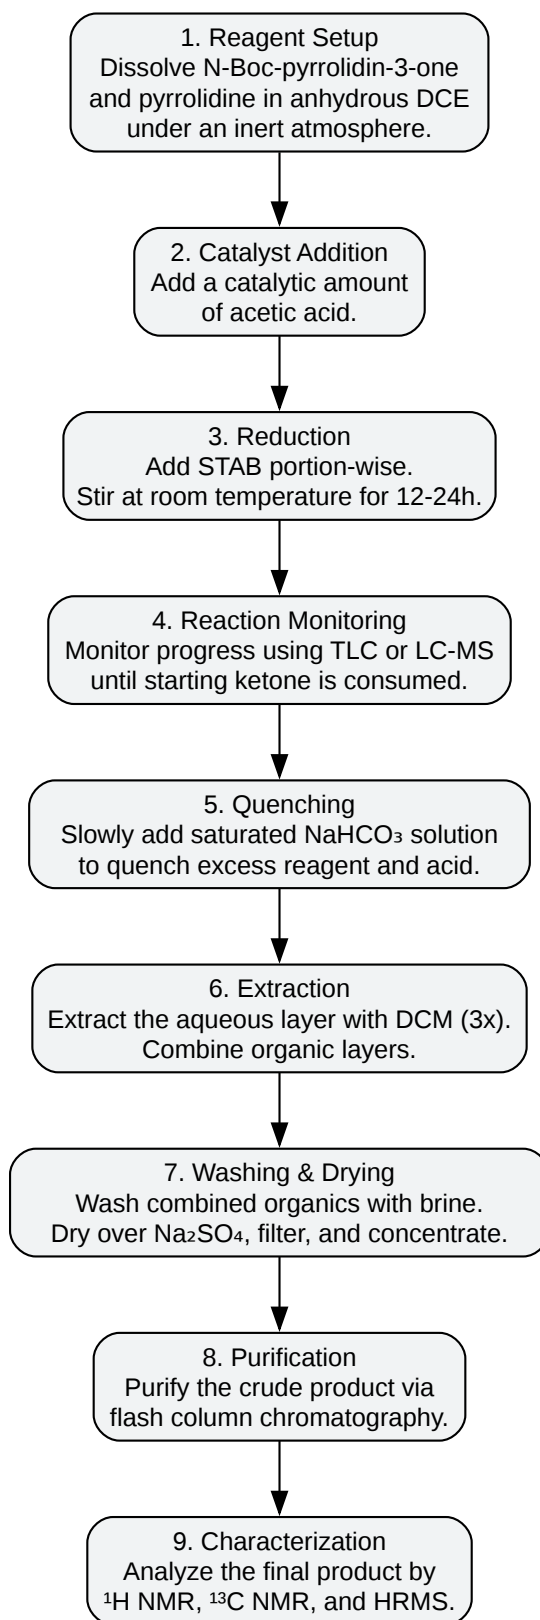 1. Reagent Setup
Dissolve N-Boc-pyrrolidin-3-one
and pyrrolidine in anhydrous DCE
under an inert atmosphere.
2. Catalyst Addition
Add a catalytic amount
of acetic acid.
3. Reduction
Add STAB portion-wise.
Stir at room temperature for 12-24h.
4. Reaction Monitoring
Monitor progress using TLC or LC-MS
until starting ketone is consumed.
5. Quenching
Slowly add saturated NaHCO₃ solution
to quench excess reagent and acid.
6. Extraction
Extract the aqueous layer with DCM (3x).
Combine organic layers.
7. Washing & Drying
Wash combined organics with brine.
Dry over Na₂SO₄, filter, and concentrate.
8. Purification
Purify the crude product via
flash column chromatography.
9. Characterization
Analyze the final product by
¹H NMR, ¹³C NMR, and HRMS.